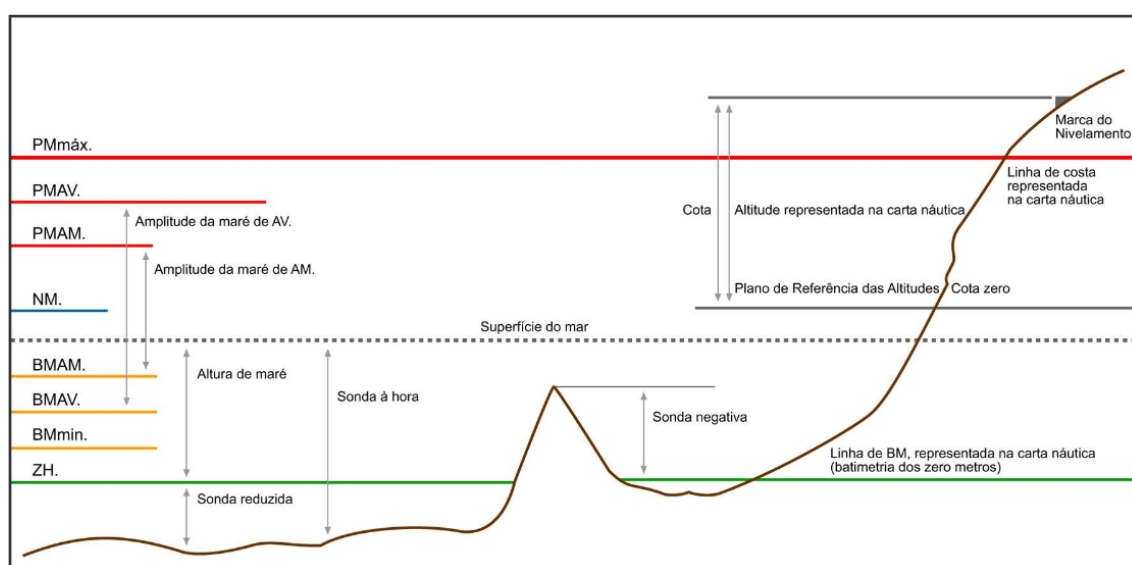 PMmáx.
PMAV.
Amplitude da maré de AV.
PMAM.
Amplitude da maré de AM.
NM.
Superfície do mar
BMAM.
Altura de maré
BMAV.
Sonda à hora
BMmin.
ZH.
Sonda reduzida
Sonda negativa
Marca do
Nivelamento
Linha de costa
representada
na carta náutica
Cota
Altitude representada na carta náutica
Plano de Referência das Altitudes
Cota zero
Linha de BM, representada na carta náutica
(batimetria dos zero metros)